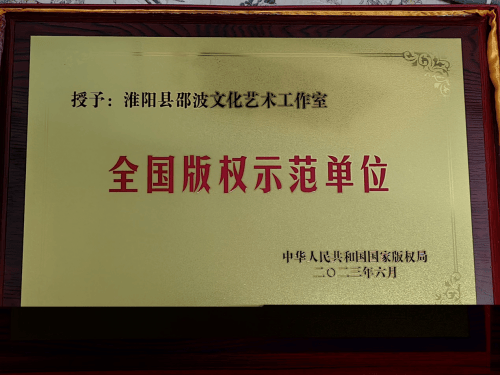 授予：淮阳县邵波文化艺术工作室
全国版权示范单位
中华人民共和国国家版权局
二〇二三年六月